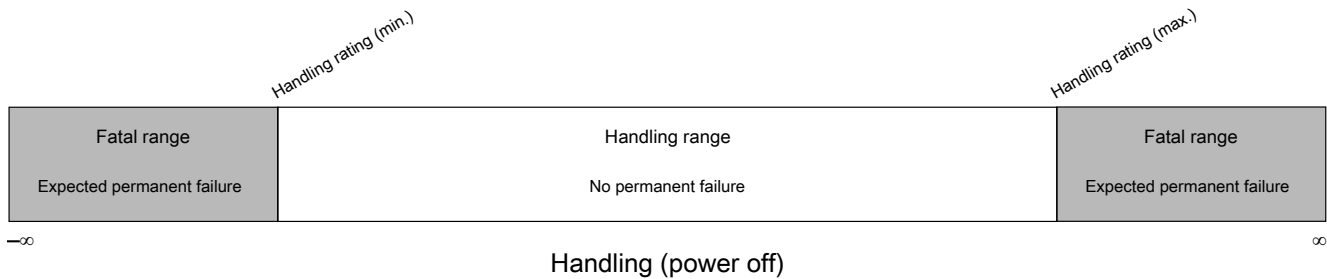 Handling rating (min.)
Handling rating (max.)
Fatal range
Handling range
Fatal range
Expected permanent failure
No permanent failure
Expected permanent failure
–∞
∞
Handling (power off)